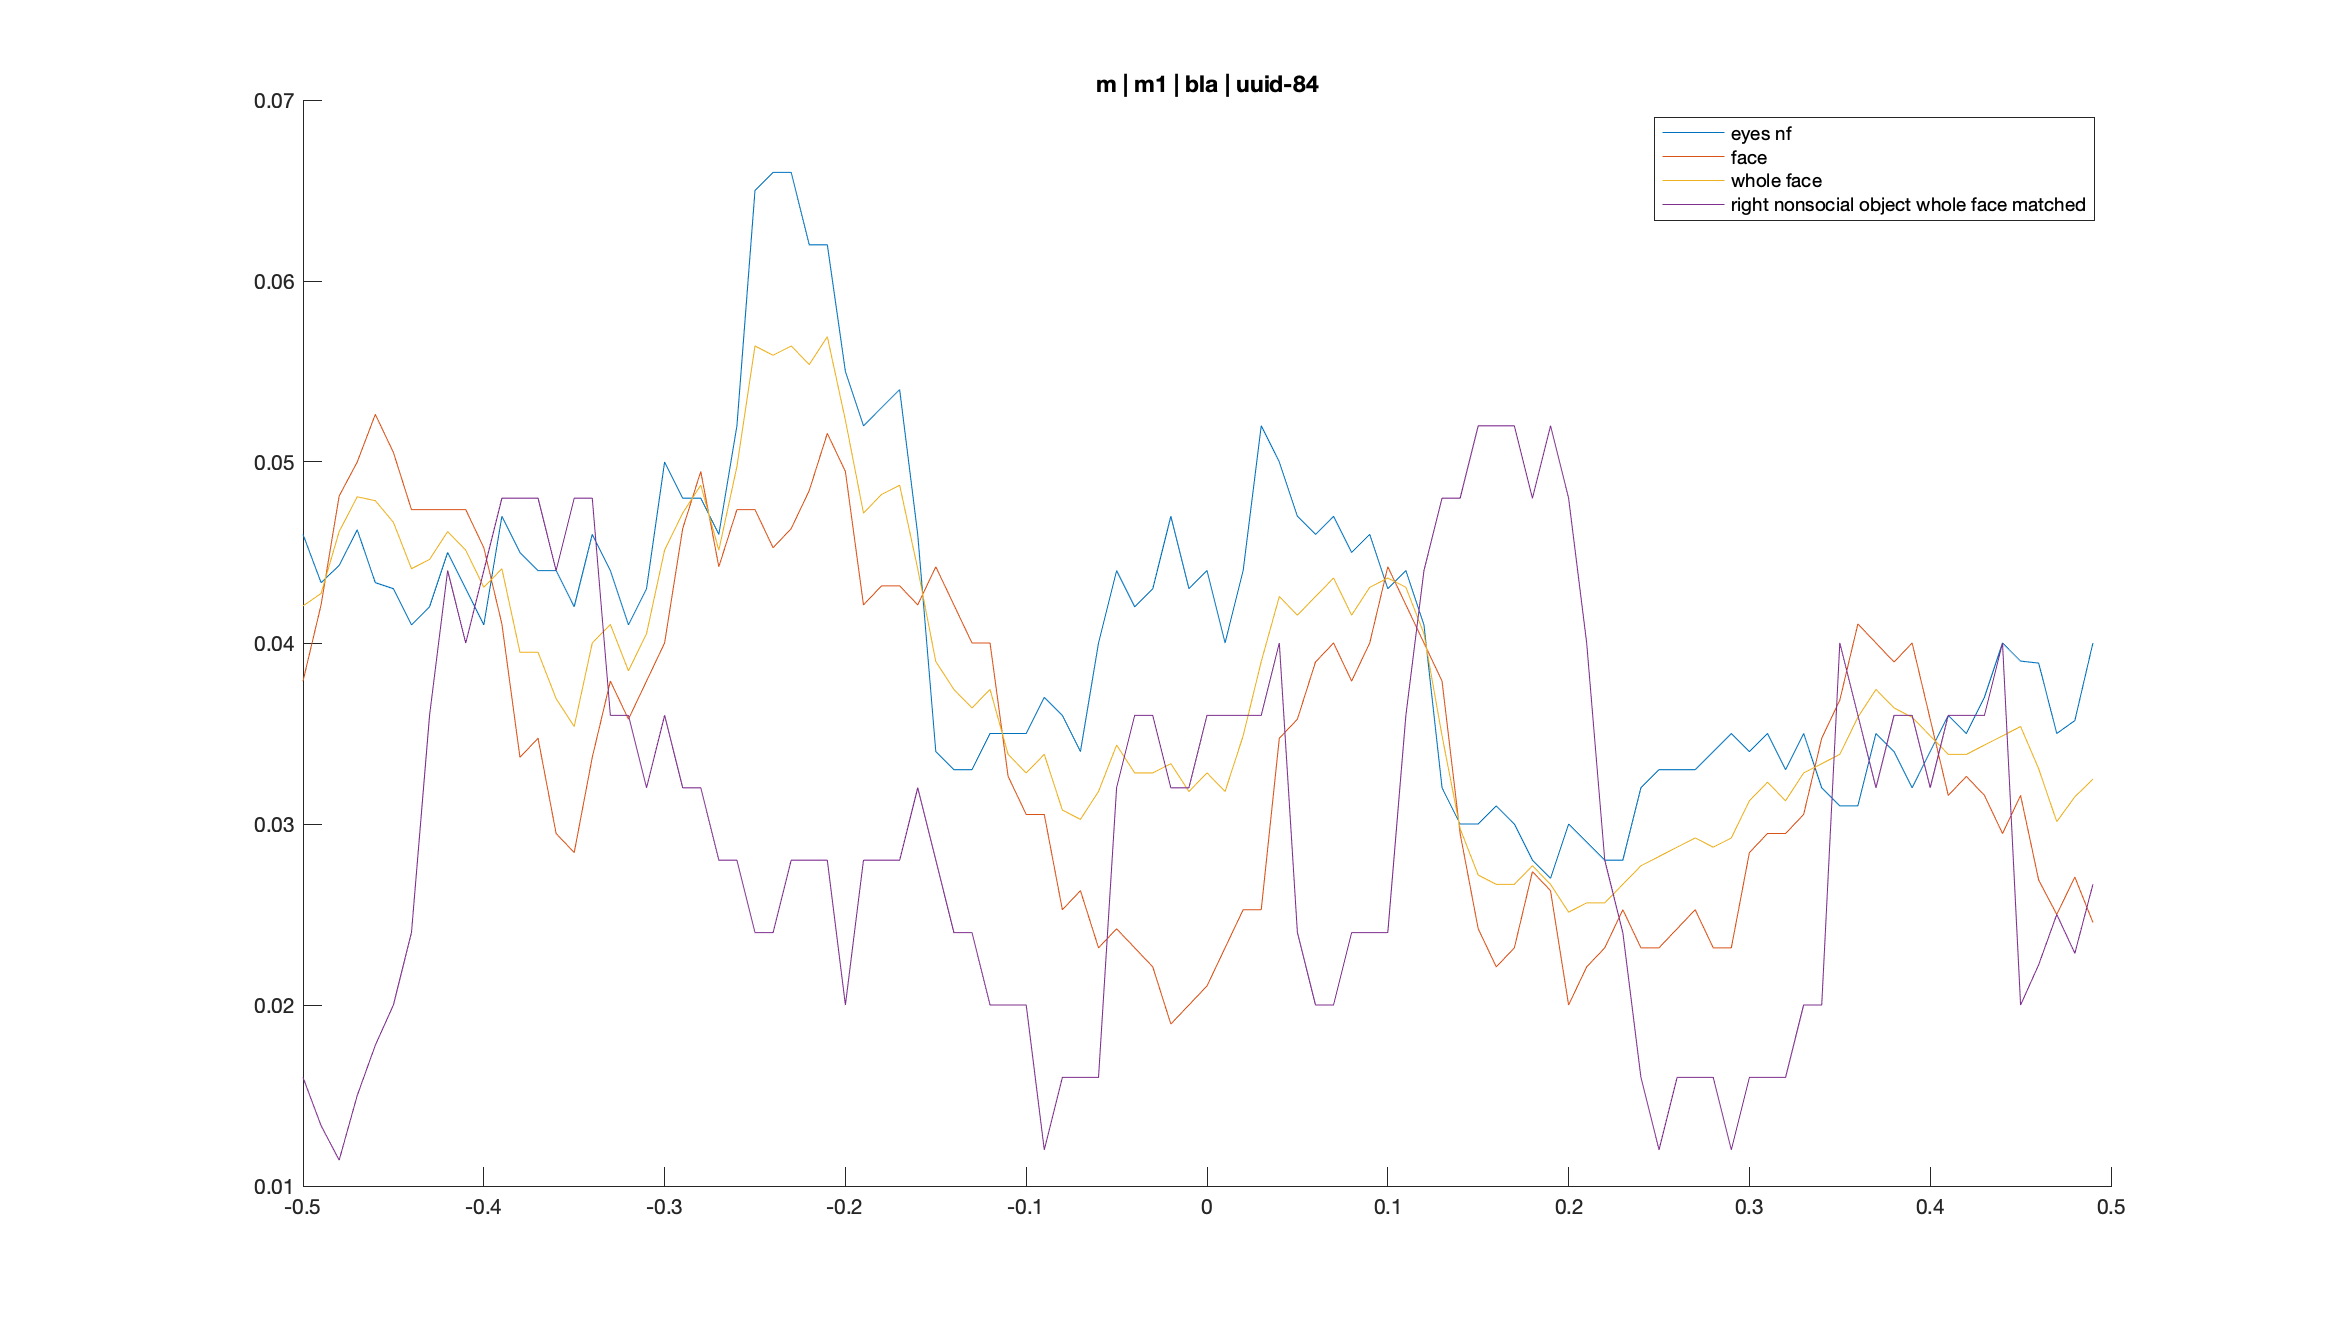 m | m1 | bla | uuid-84
0.07
0.06
0.05
0.04
0.03
0.02
0.01
-0.5 -0.4 -0.3 -0.2 -0.1 0 0.1 0.2 0.3 0.4 0.5
eyes nf
face
whole face
right nonsocial object whole face matched